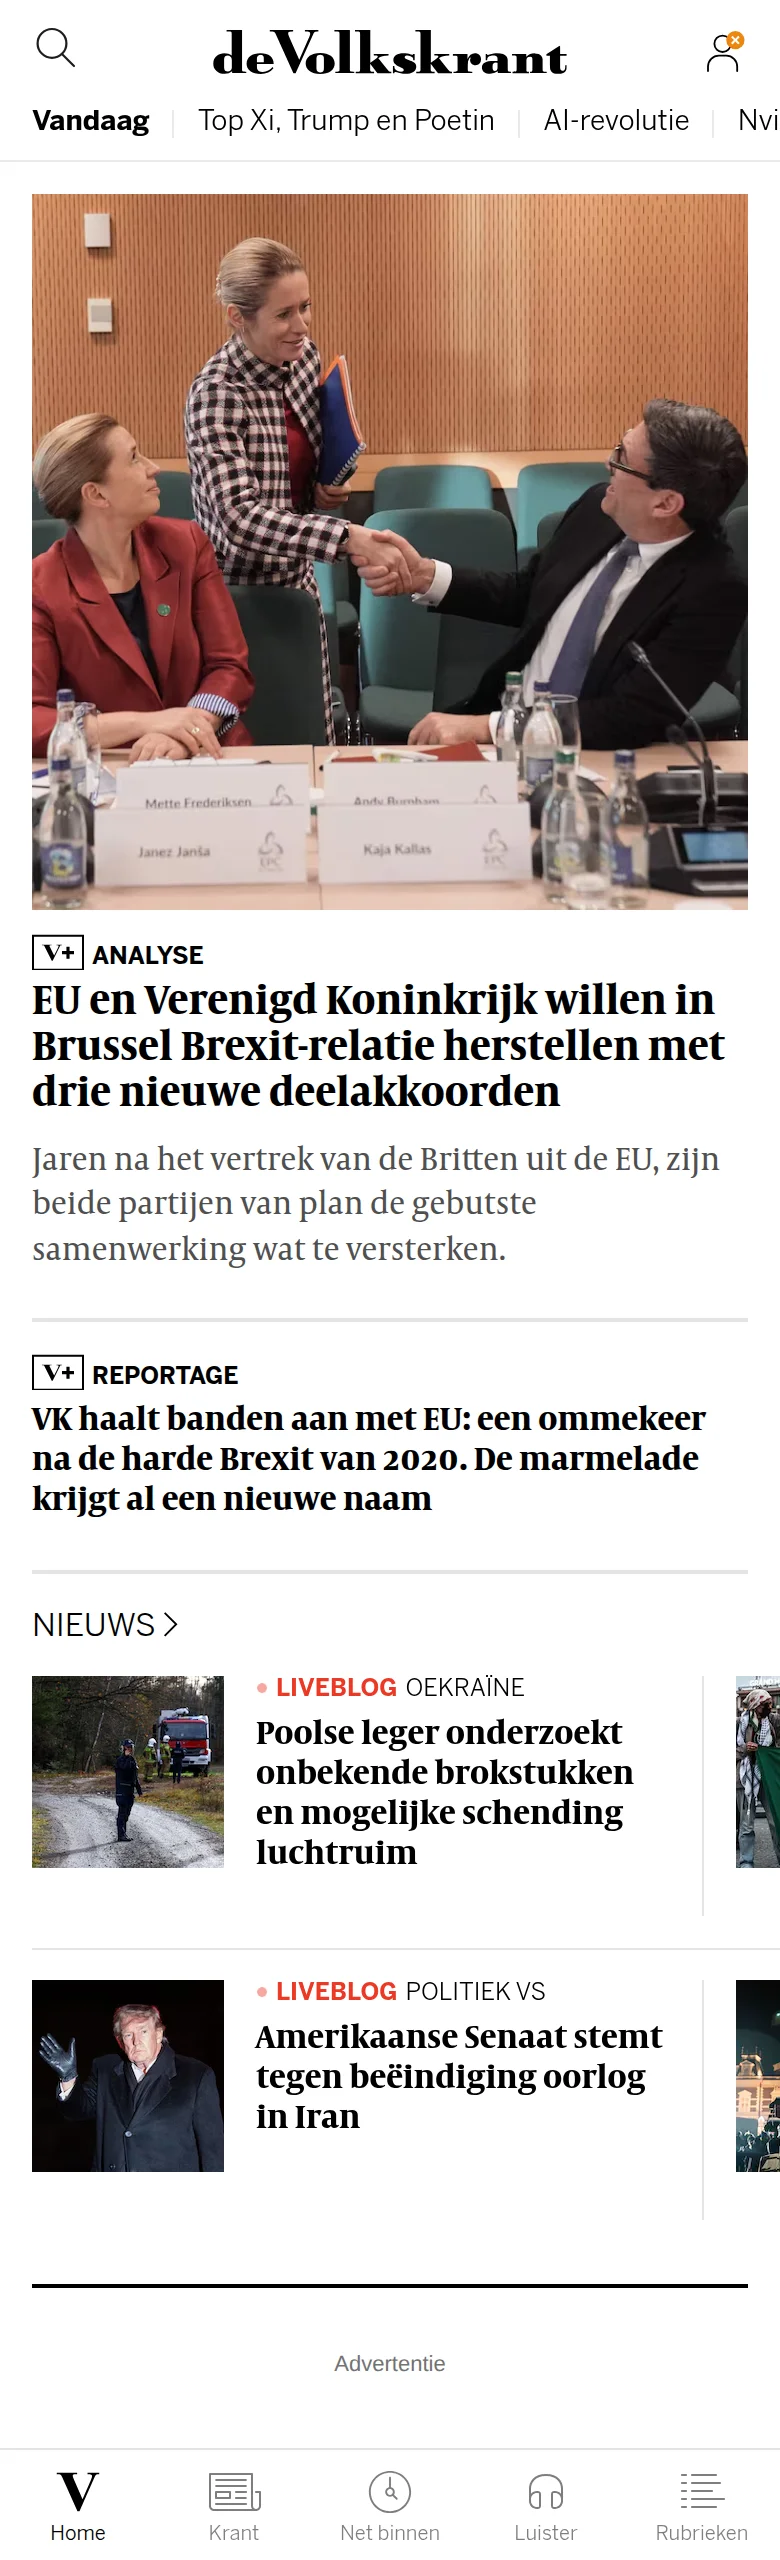 deVolkskrant
Vandaag
Top Xi, Trump en Poetin
AI-revolutie
Nvi
Mette Frederiksen
Andy Burnham
Janez Janša
EPC
Kaja Kallas
EPC
V+ ANALYSE
EU en Verenigd Koninkrijk willen in
Brussel Brexit-relatie herstellen met
drie nieuwe deelakkoorden
Jaren na het vertrek van de Britten uit de EU, zijn
beide partijen van plan de gebutste
samenwerking wat te versterken.
V+ REPORTAGE
VK haalt banden aan met EU: een ommekeer
na de harde Brexit van 2020. De marmelade
krijgt al een nieuwe naam
NIEUWS
LIVEBLOG OEKRAÏNE
Poolse leger onderzoekt
onbekende brokstukken
en mogelijke schending
luchtruim
LIVEBLOG POLITIEK VS
Amerikaanse Senaat stemt
tegen beëindiging oorlog
in Iran
Advertentie
V
Home
Krant
Net binnen
Luister
Rubrieken